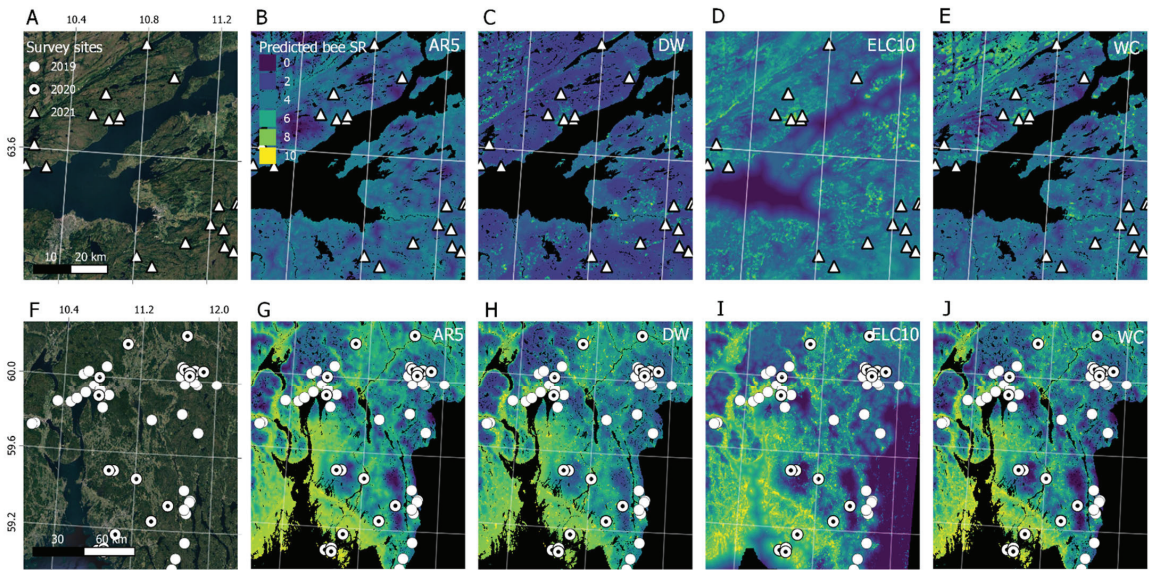 A
B
C
D
E
10.4
10.8
11.2
Survey sites
2019
2020
2021
63.6
10
20 km
Predicted bee SR
0
2
4
6
8
10
AR5
DW
ELC10
WC
F
G
H
I
J
10.4
11.2
12.0
60.0
59.6
59.2
30
60 km
AR5
DW
ELC10
WC